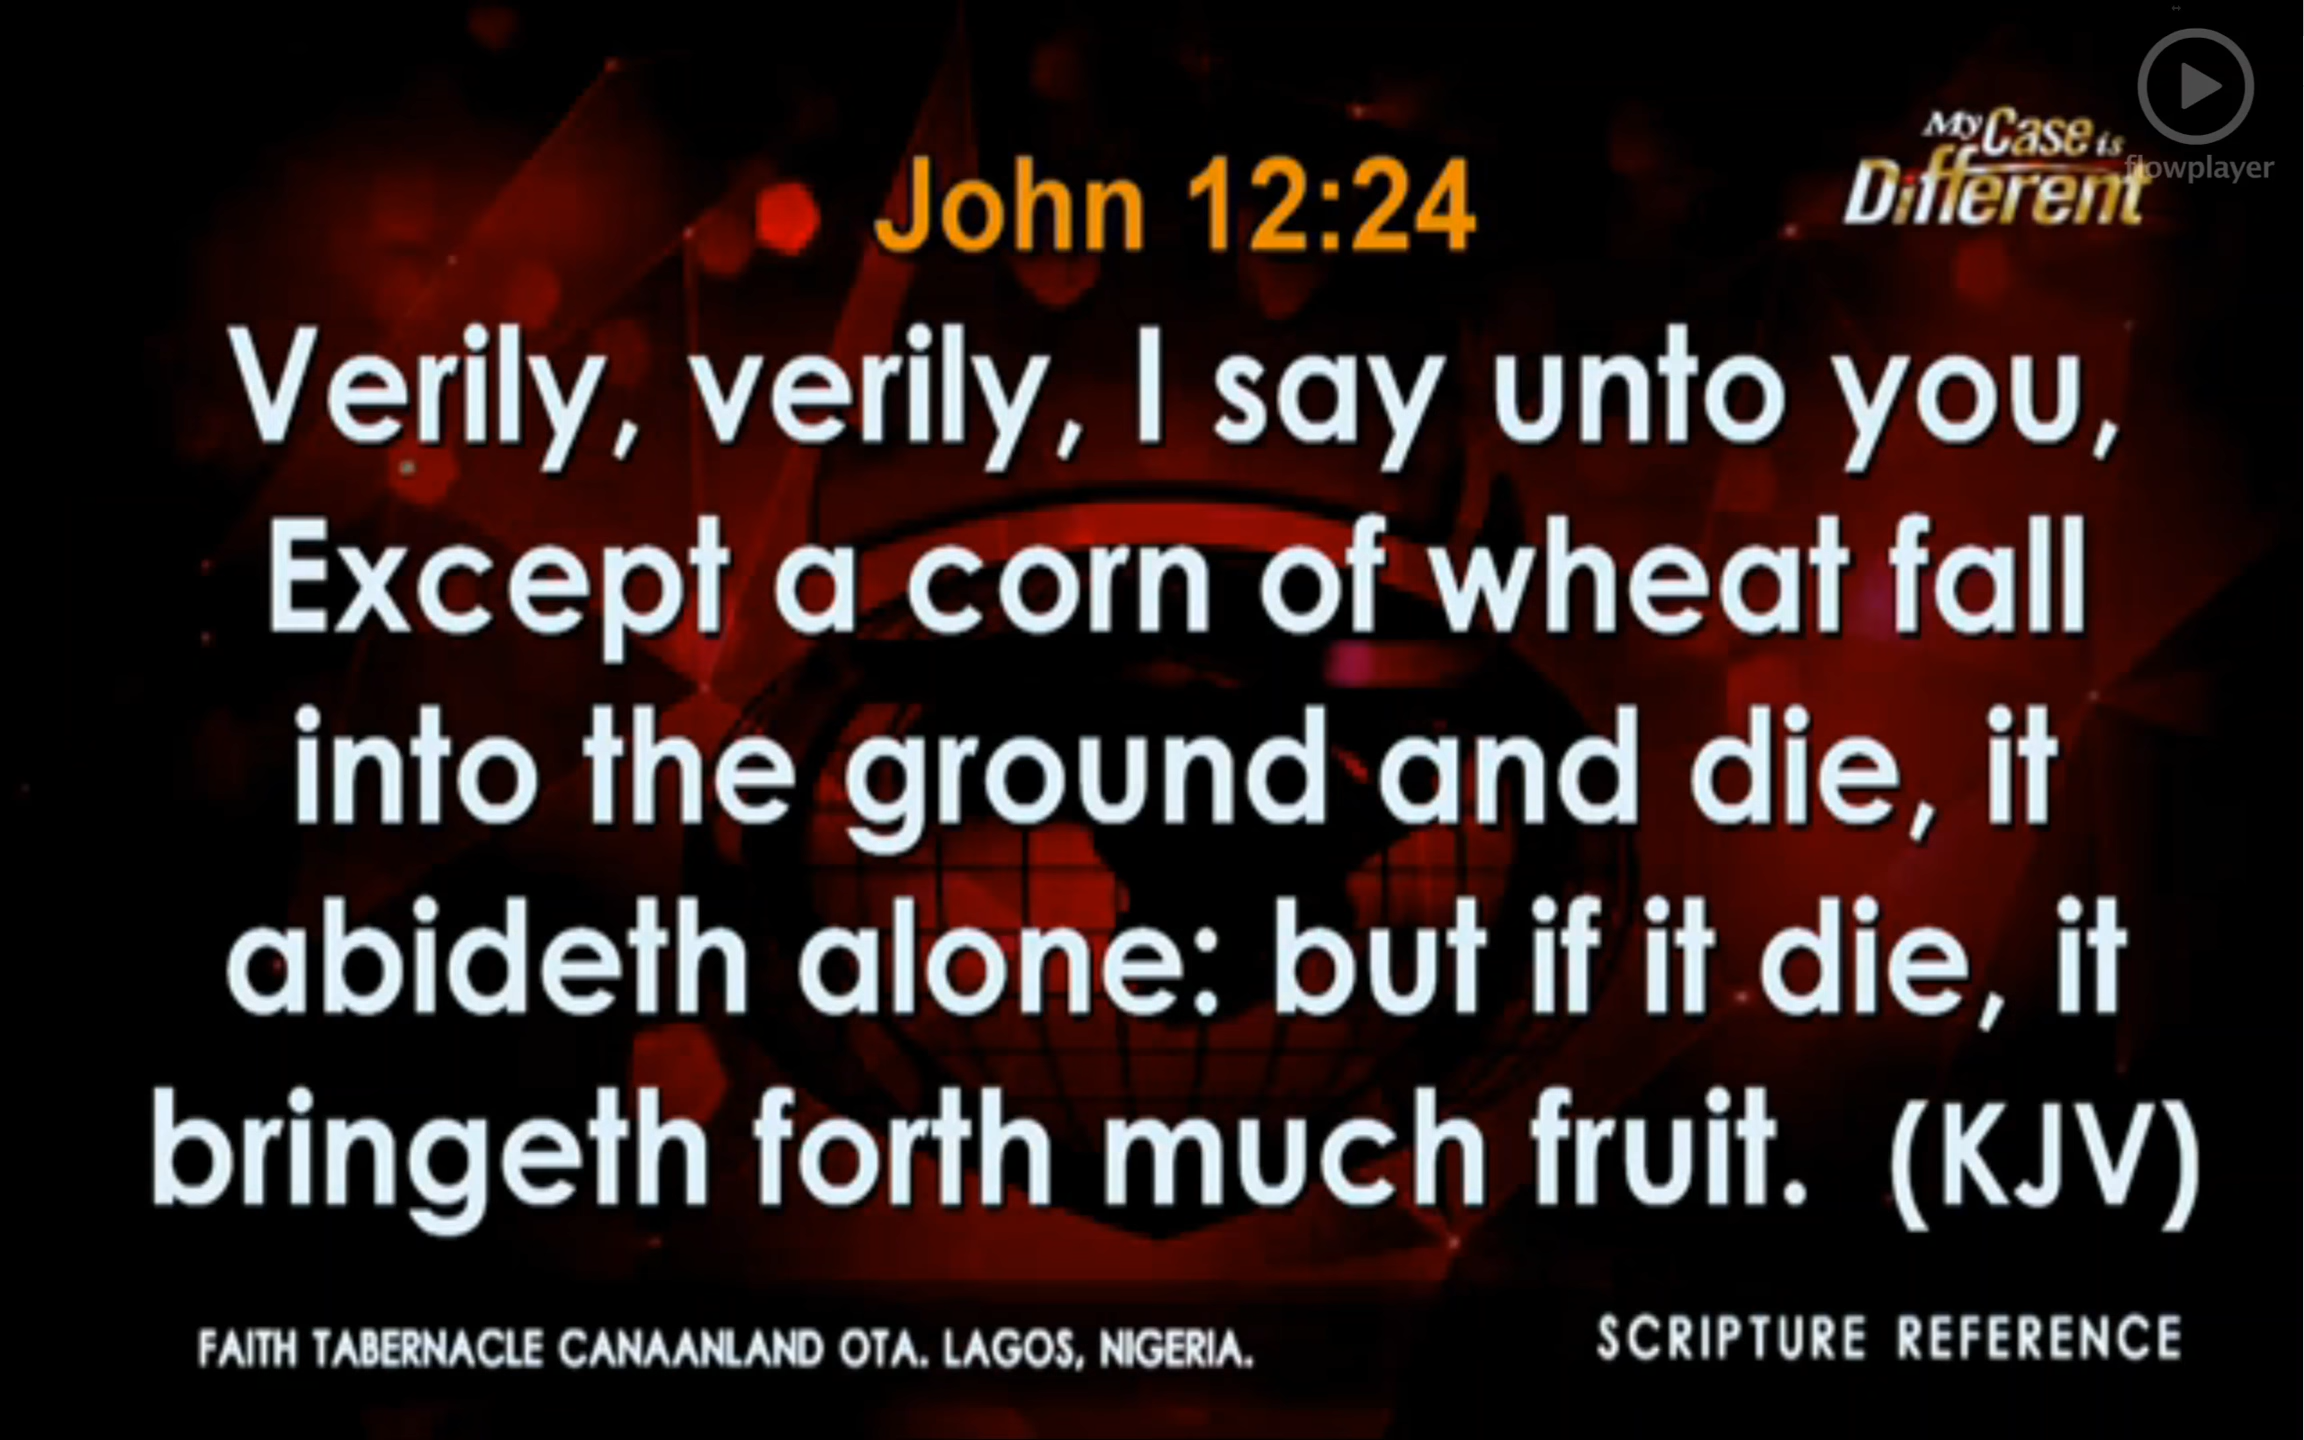 John 12:24
My Case is
Different
flowplayer
Verily, verily, I say unto you,
Except a corn of wheat fall
into the ground and die, it
abideth alone: but if it die, it
bringeth forth much fruit. (KJV)
FAITH TABERNACLE CANAANLAND OTA. LAGOS, NIGERIA.
SCRIPTURE REFERENCE